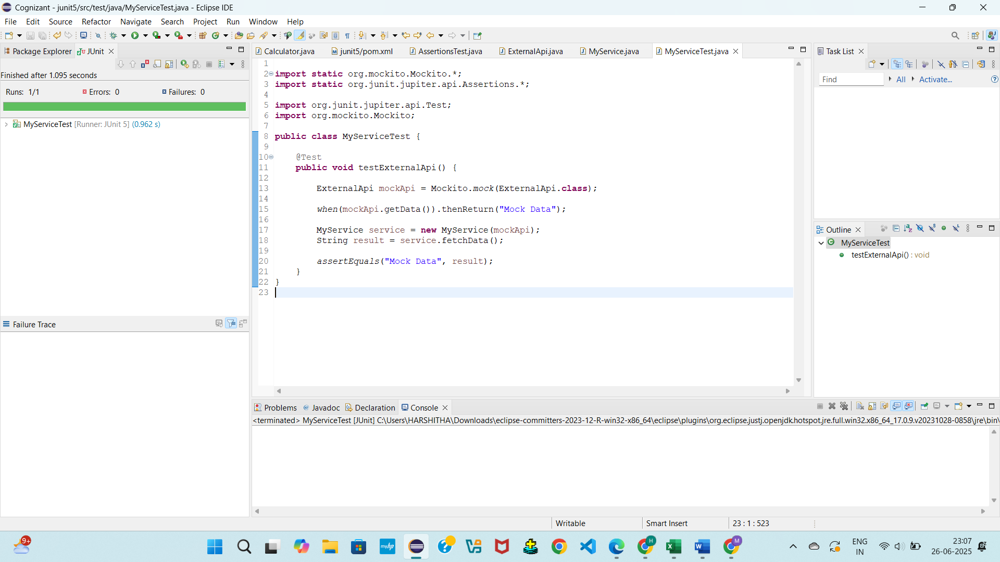 Cognizant - junit5/src/test/java/MyServiceTest.java - Eclipse IDE
File Edit Source Refactor Navigate Search Project Run Window Help
Package Explorer JUnit
Finished after 1.095 seconds
Runs: 1/1 Errors: 0 Failures: 0
MyServiceTest [Runner: JUnit 5] (0.962 s)
Failure Trace
Calculator.java junit5/pom.xml AssertionsTest.java ExternalApi.java MyService.java MyServiceTest.java
1
2 import static org.mockito.Mockito.*;
3 import static org.junit.jupiter.api.Assertions.*;
4
5 import org.junit.jupiter.api.Test;
6 import org.mockito.Mockito;
7
8 public class MyServiceTest {
9
10 @Test
11 public void testExternalApi() {
12
13 ExternalApi mockApi = Mockito.mock(ExternalApi.class);
14
15 when(mockApi.getData()).thenReturn("Mock Data");
16
17 MyService service = new MyService(mockApi);
18 String result = service.fetchData();
19
20 assertEquals("Mock Data", result);
21 }
22 }
23
Task List
Find All Activate...
Outline
MyServiceTest
testExternalApi() : void
Problems Javadoc Declaration Console
<terminated> MyServiceTest [JUnit] C:\Users\HARSHITHA\Downloads\eclipse-committers-2023-12-R-win32-x86_64\eclipse\plugins\org.eclipse.justj.openjdk.hotspot.jre.full.win32.x86_64_17.0.9.v20231028-0858\jre\bin\
Writable Smart Insert 23 : 1 : 523
9+
myhp
H
M
ENG
IN
23:07
26-06-2025